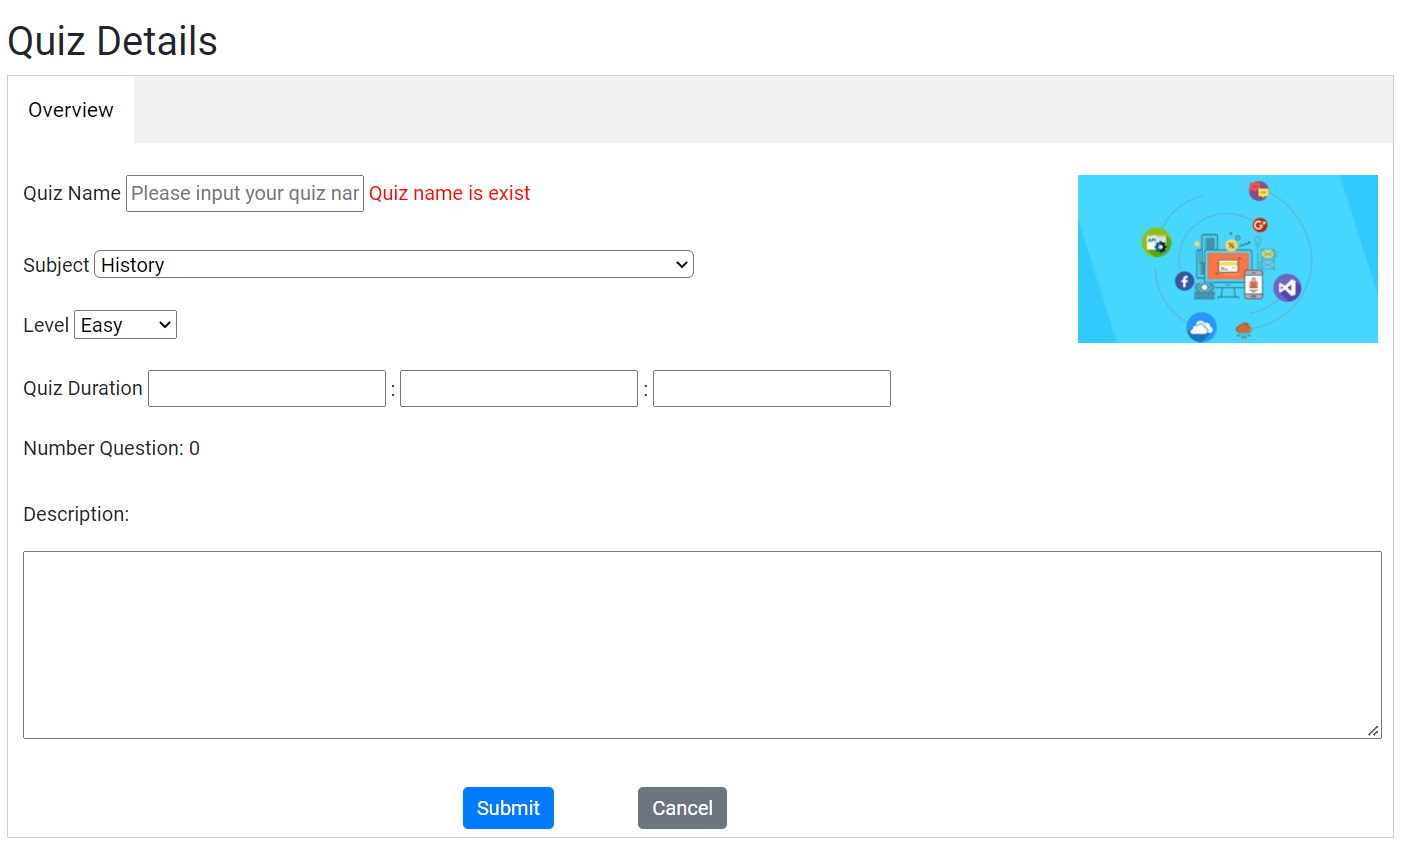 Quiz Details
Overview
Quiz Name Please input your quiz nar Quiz name is exist
Subject History
Level Easy
Quiz Duration : :
Number Question: 0
Description:
Submit Cancel